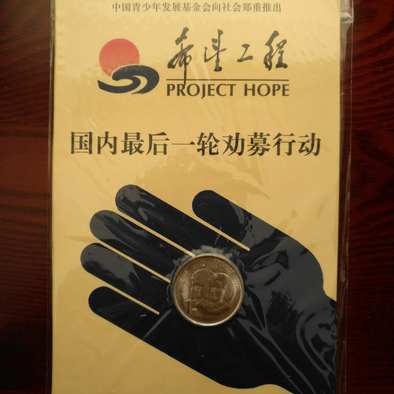 中国青少年发展基金会向社会郑重推出
希望工程
PROJECT HOPE
国内最后一轮劝募行动